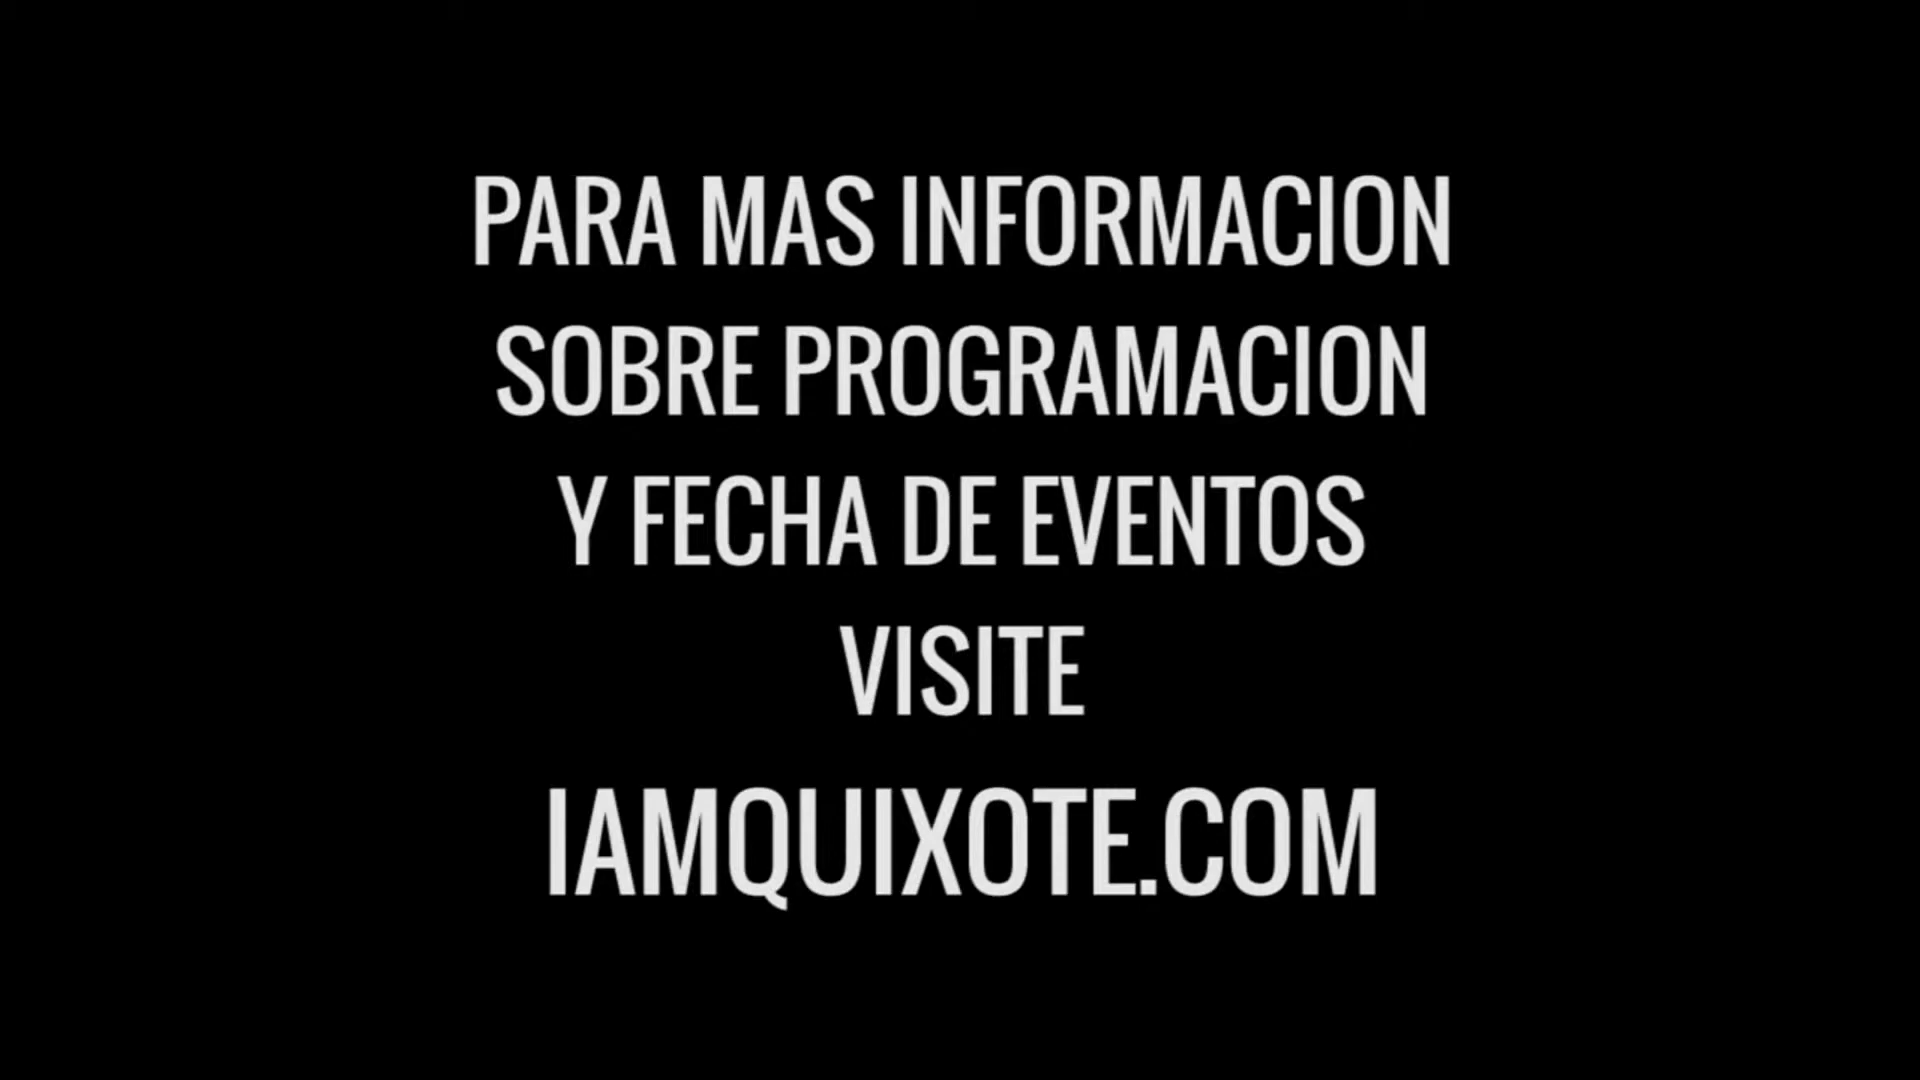 PARA MAS INFORMACION
SOBRE PROGRAMACION
Y FECHA DE EVENTOS
VISITE
IAMQUIXOTE.COM